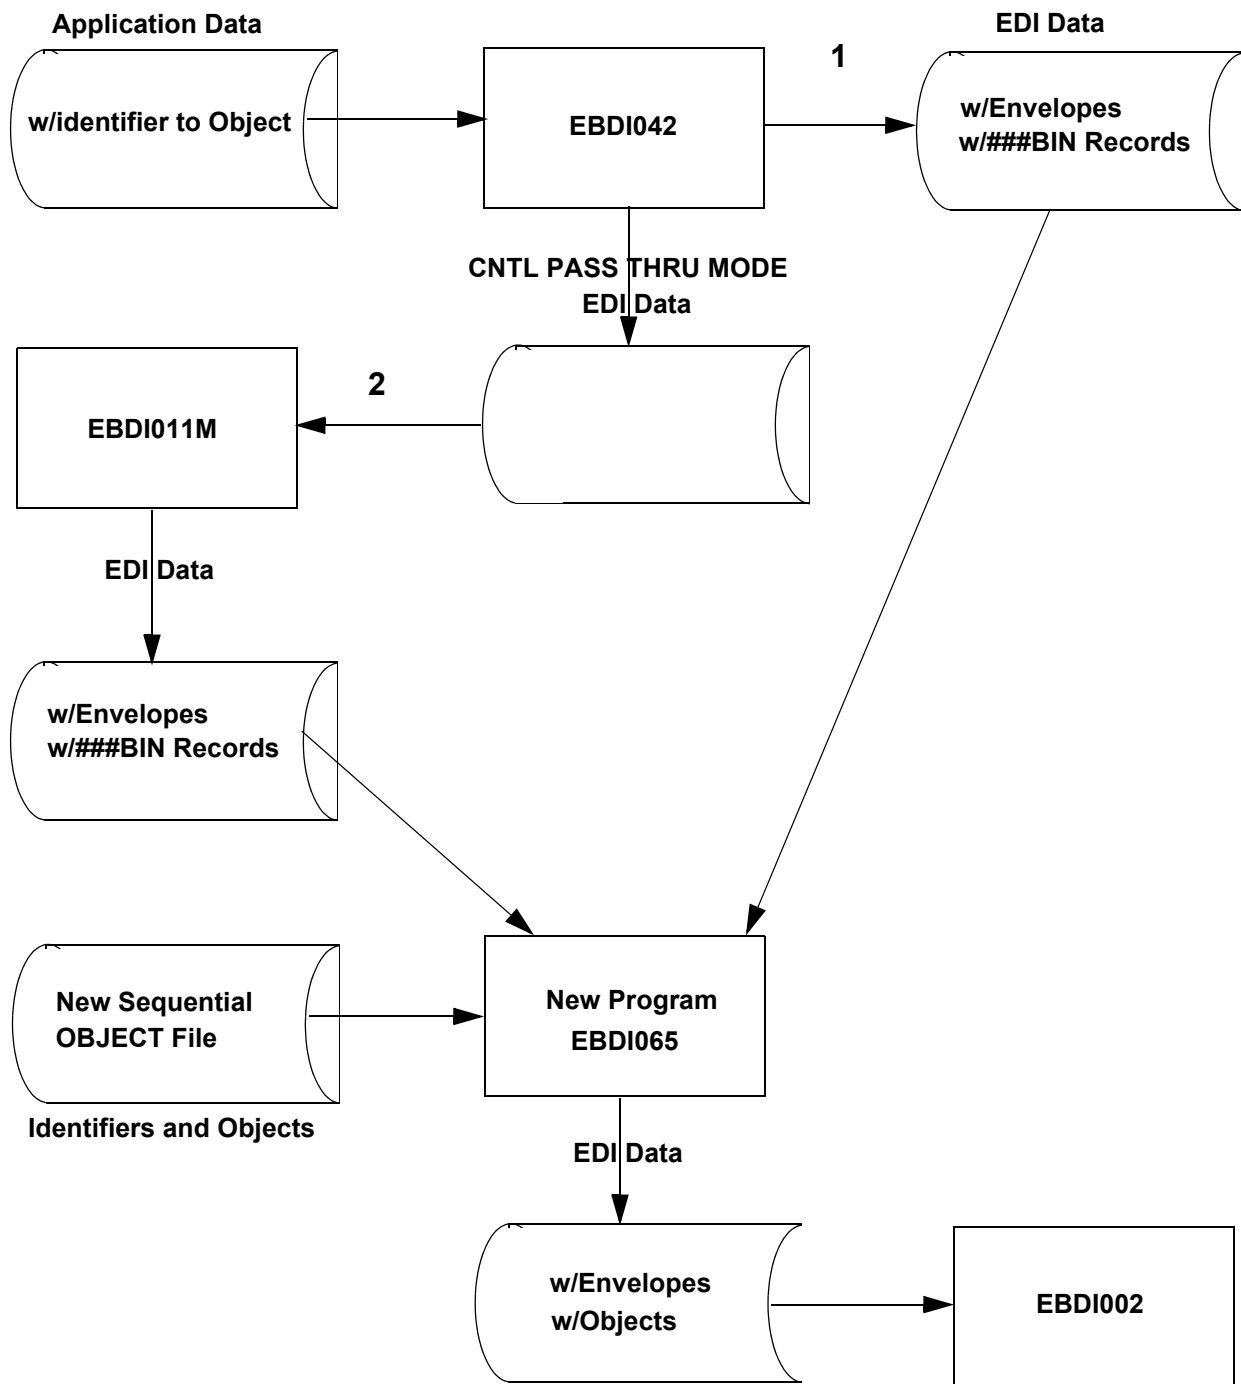 Application Data
EDI Data
1
w/identifier to Object
EBDI042
w/Envelopes
w/###BIN Records
CNTL PASS THRU MODE
EDI Data
2
EBDI011M
EDI Data
w/Envelopes
w/###BIN Records
New Sequential
OBJECT File
New Program
EBDI065
Identifiers and Objects
EDI Data
w/Envelopes
w/Objects
EBDI002